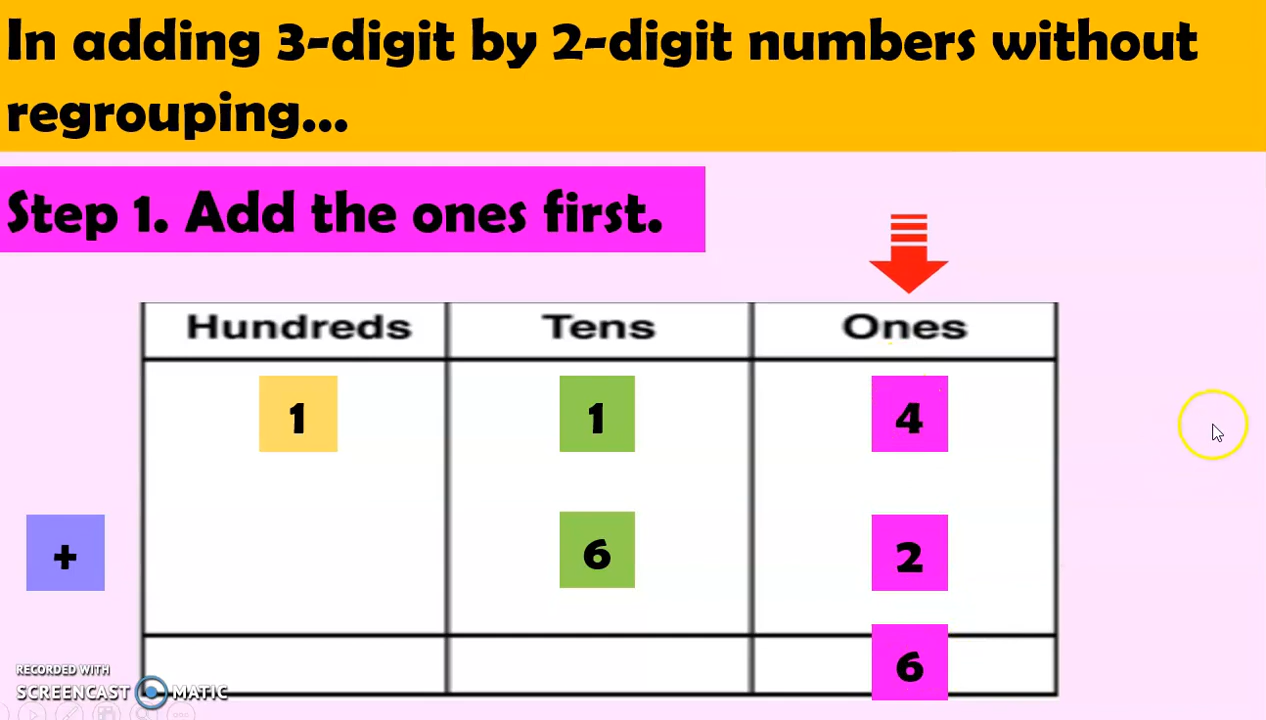 In adding 3-digit by 2-digit numbers without
regrouping...
Step 1. Add the ones first.
Hundreds Tens Ones
1 1 4
+ 6 2
6
RECORDED WITH
SCREENCAST MATIC